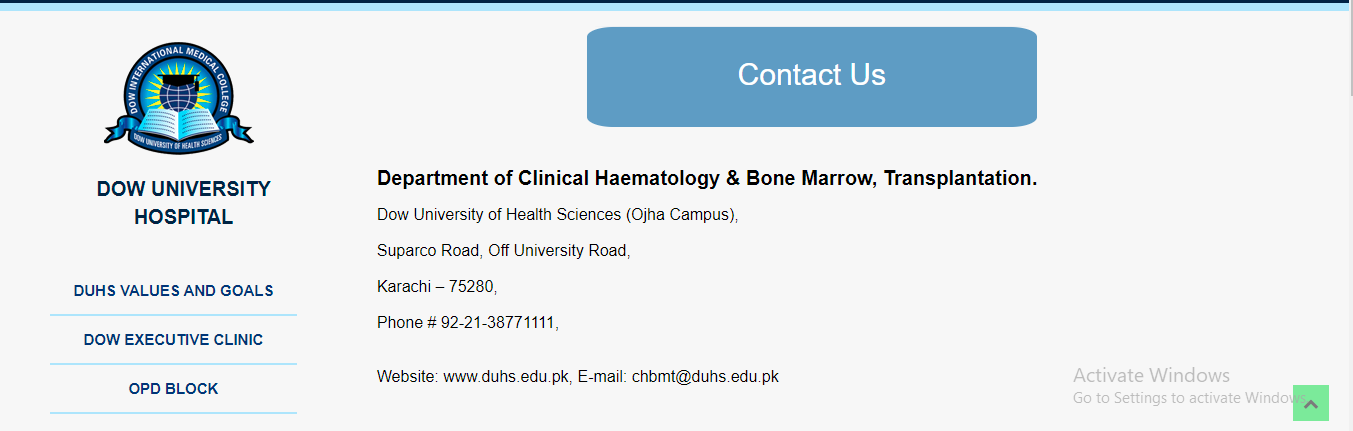 DOW INTERNATIONAL MEDICAL COLLEGE
DOW UNIVERSITY OF HEALTH SCIENCES
DOW UNIVERSITY
HOSPITAL
DUHS VALUES AND GOALS
DOW EXECUTIVE CLINIC
OPD BLOCK
Contact Us
Department of Clinical Haematology & Bone Marrow, Transplantation.
Dow University of Health Sciences (Ojha Campus),
Suparco Road, Off University Road,
Karachi – 75280,
Phone # 92-21-38771111,
Website: www.duhs.edu.pk, E-mail: chbmt@duhs.edu.pk
Activate Windows
Go to Settings to activate Windows.